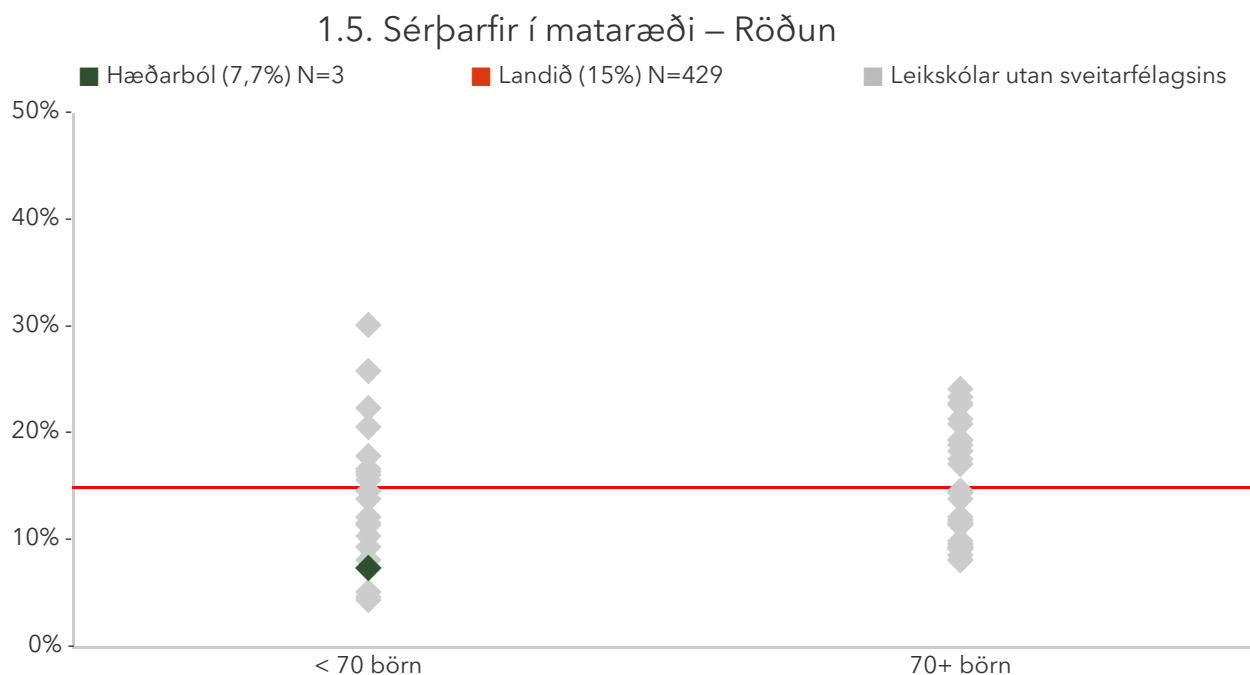 1.5. Sérþarfir í mataræði – Röðun
Hæðarból (7,7%) N=3
Landið (15%) N=429
Leikskólar utan sveitarfélagsins
50%
40%
30%
20%
10%
0%
< 70 börn
70+ börn